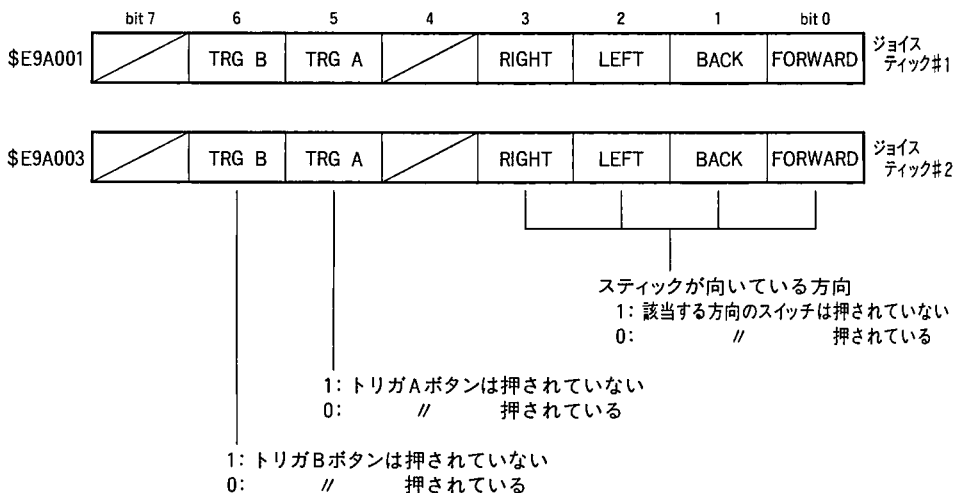 bit 7 6 5 4 3 2 1 bit 0
$E9A001 TRG B TRG A RIGHT LEFT BACK FORWARD ジョイス
ティック#1
$E9A003 TRG B TRG A RIGHT LEFT BACK FORWARD ジョイス
ティック#2
スティックが向いている方向
1: 該当する方向のスイッチは押されていない
0: 〃 押されている
1: トリガAボタンは押されていない
0: 〃 押されている
1: トリガBボタンは押されていない
0: 〃 押されている